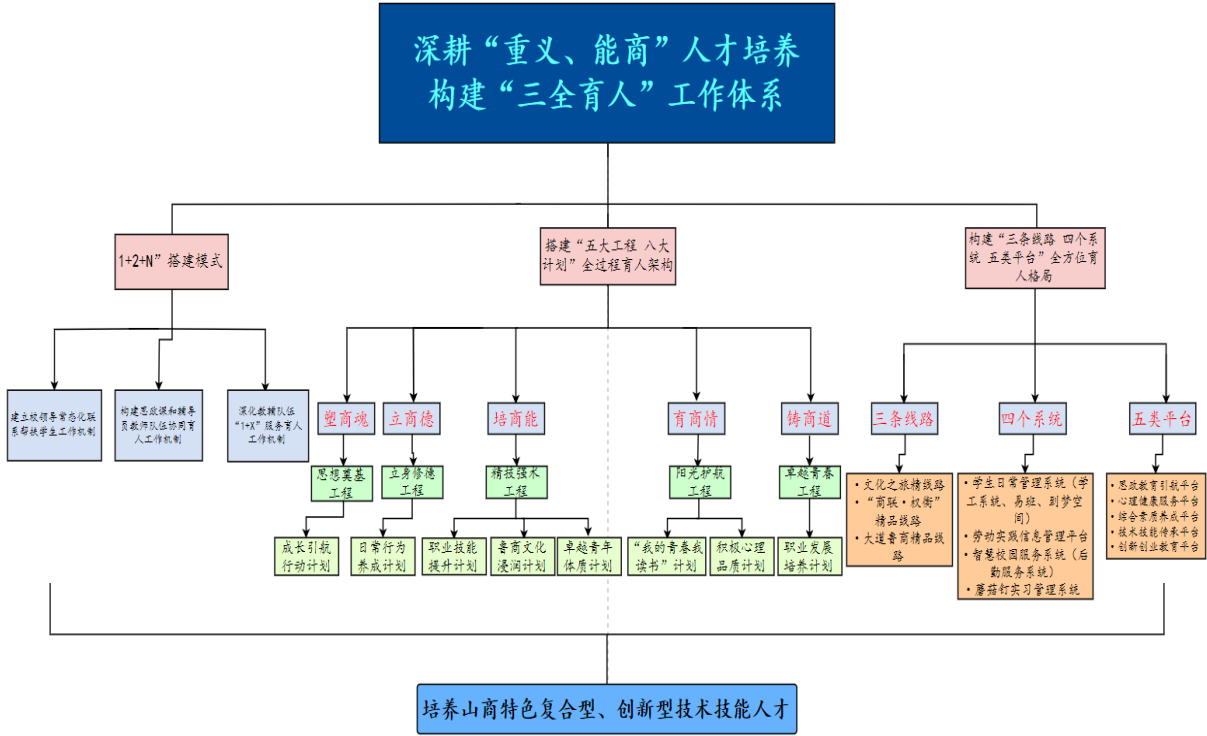 深耕“重义、能商”人才培养
构建“三全育人”工作体系
1+2+N”搭建模式
搭建“五大工程 八大
计划”全过程育人架构
构建“三条线路 四个系
统 五类平台”全方位育
人格局
建立校领导常态化联
系帮扶学生工作机制
构建思政课和辅导
员教师队伍协同育
人工作机制
深化教辅队伍
“1+X”服务育人
工作机制
塑商魂
立商德
培商能
育商情
铸商道
三条线路
四个系统
五类平台
思想奠基
工程
立身修德
工程
精技强术
工程
阳光护航
工程
卓越青春
工程
成长引航
行动计划
日常行为
养成计划
职业技能
提升计划
鲁商文化
浸润计划
卓越青年
体质计划
“我的青春我
读书”计划
积极心理
品质计划
职业发展
培养计划
• 文化之旅精线路
• “商联·权衡”
精品线路
• 大道鲁商精品线
路
• 学生日常管理系统（学
工系统、易班、到梦空
间）
• 劳动实践信息管理平台
• 智慧校园服务系统（后
勤服务系统）
• 蘑菇钉实习管理系统
• 思政教育引航平台
• 心理健康服务平台
• 综合素质养成平台
• 技术技能传承平台
• 创新创业教育平台
培养山商特色复合型、创新型技术技能人才